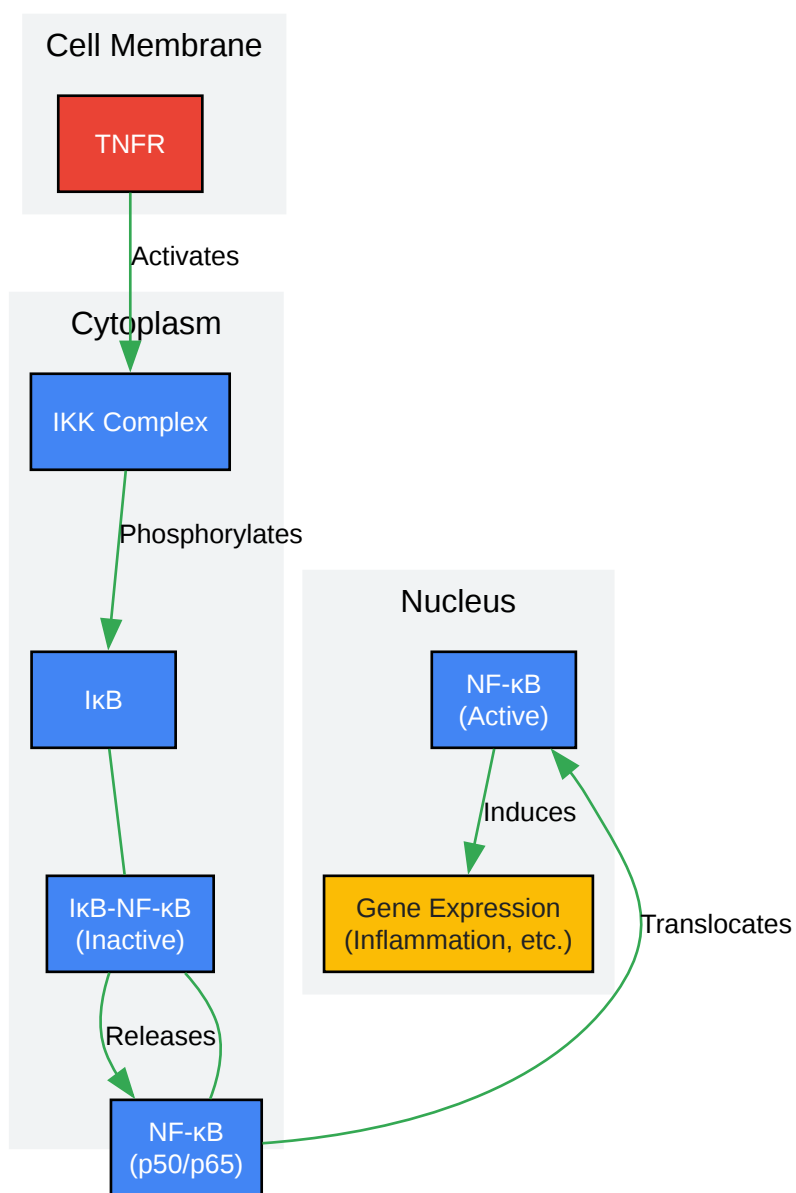 Cell Membrane
TNFR
Activates
Cytoplasm
IKK Complex
Phosphorylates
IκB
IκB-NF-κB
(Inactive)
Releases
NF-κB
(p50/p65)
Translocates
Nucleus
NF-κB
(Active)
Induces
Gene Expression
(Inflammation, etc.)